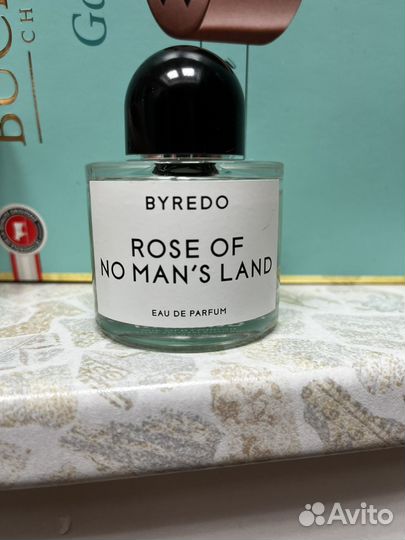 BYREDO
ROSE OF
NO MAN'S LAND
EAU DE PARFUM
Avito